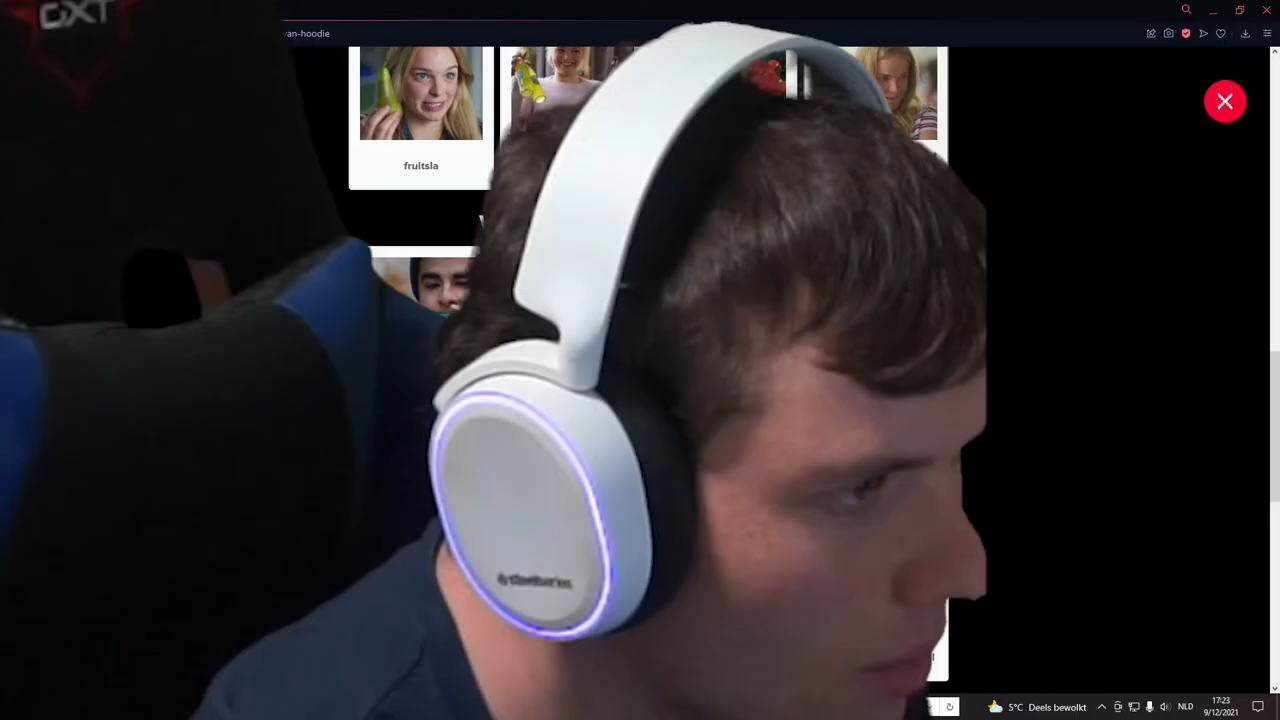 GXT
van-hoodie
fruitsla
steelseries
5°C Deels bewolkt
NLD
17:23
9/12/2021